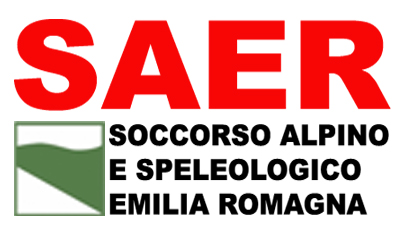 SAER
SOCCORSO ALPINO
E SPELEOLOGICO
EMILIA ROMAGNA